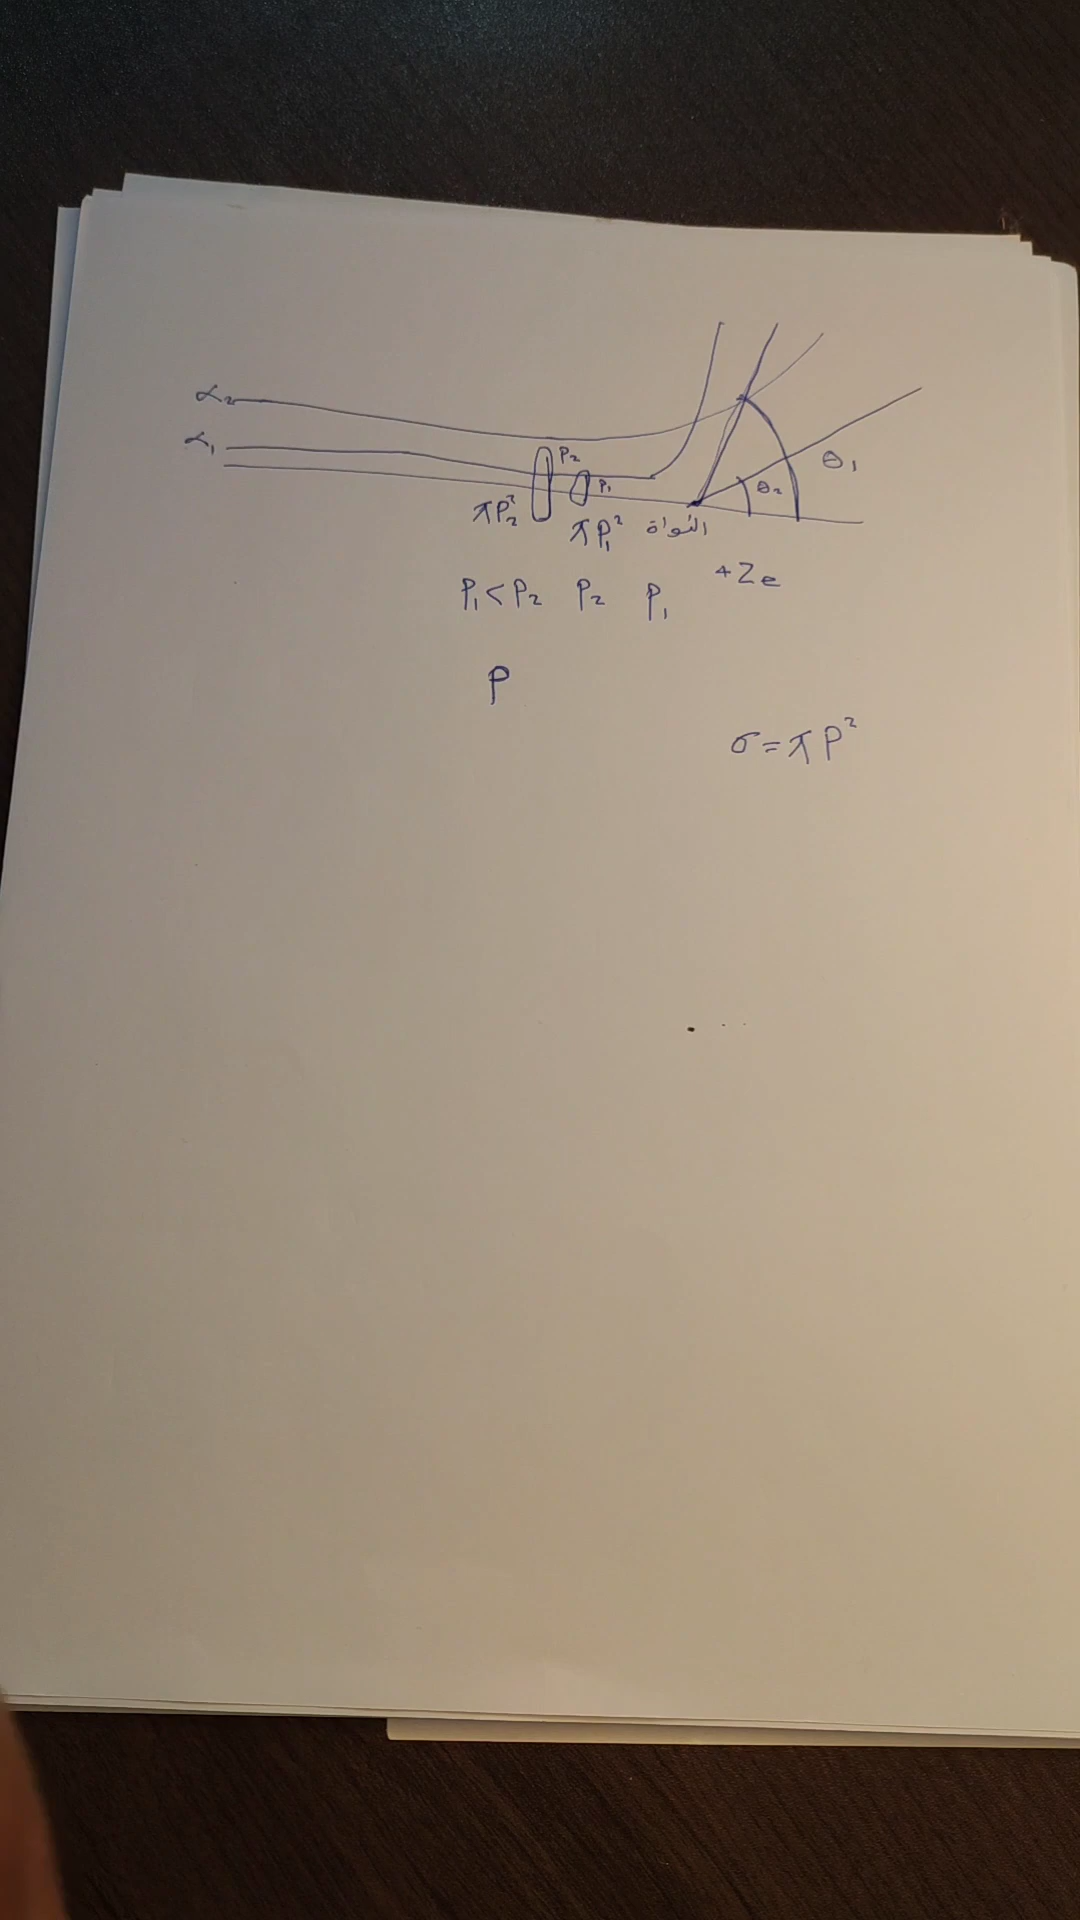 α₂
α₁
P₂
P₁
θ₁
θ₂
πP₂²
πP₁²
النواة
+Ze
P₁<P₂ P₂ P₁
P
σ=πP²